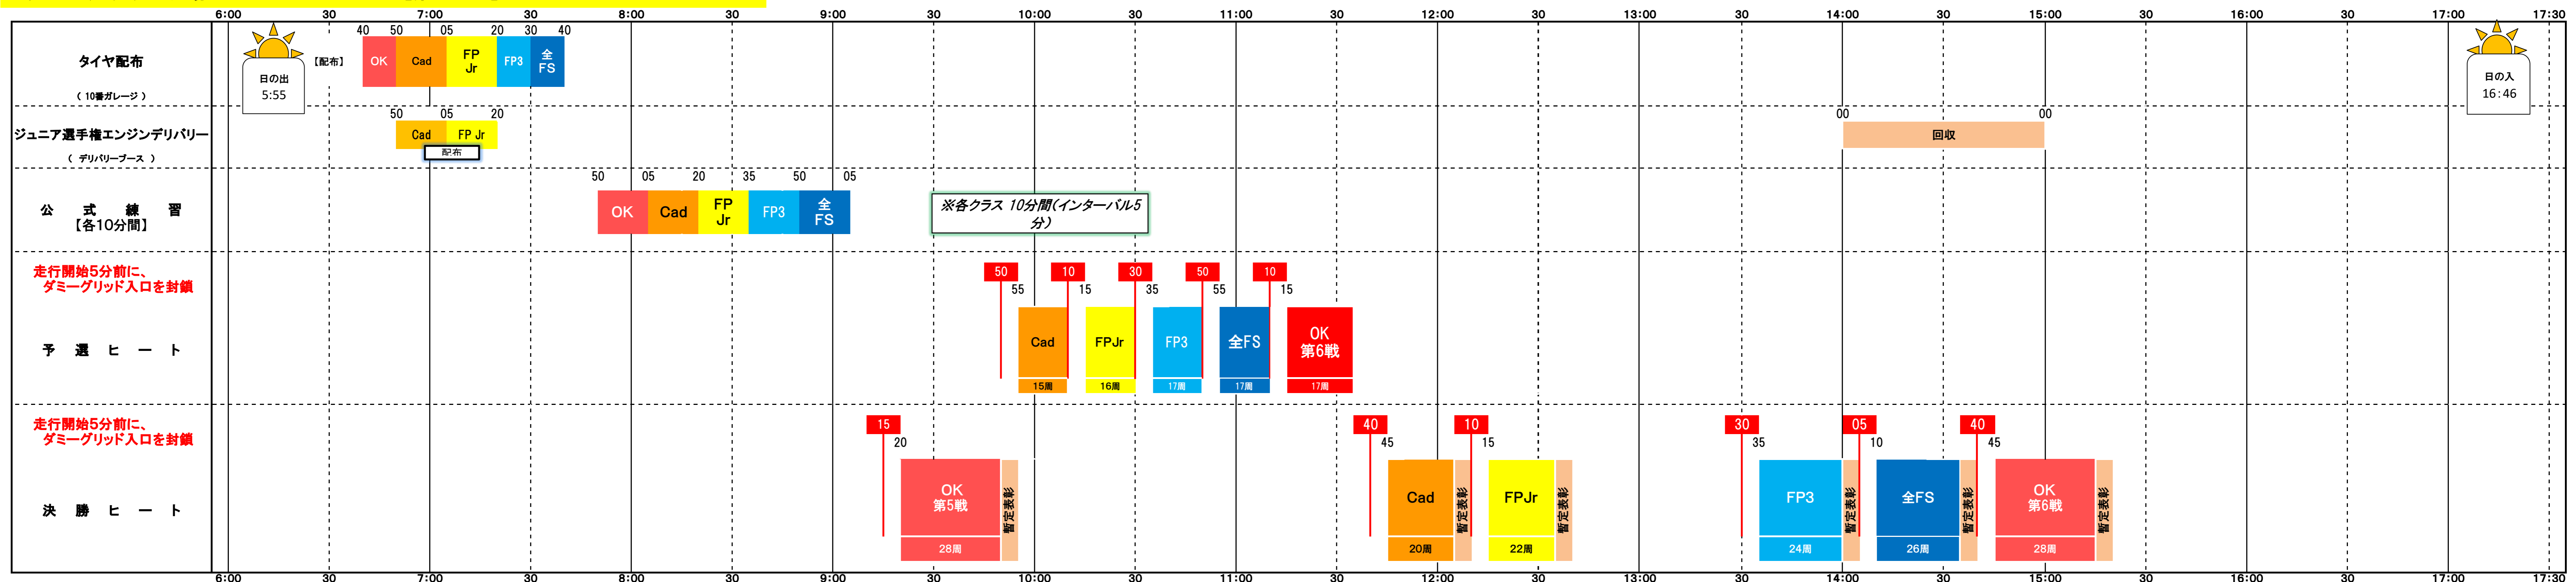 6:00 30 7:00 30 8:00 30 9:00 30 10:00 30 11:00 30 12:00 30 13:00 30 14:00 30 15:00 30 16:00 30 17:00 17:30
40 50 05 20 30 40
タイヤ配布
（ 10番ガレージ ）
日の出
5:55
【配布】
OK
Cad
FP
Jr
FP3
全
FS
日の入
16:46
50 05 20
00 00
ジュニア選手権エンジンデリバリー
（ デリバリーブース ）
Cad
FP Jr
配布
回収
50 05 20 35 50 05
公 式 練 習
【各10分間】
OK
Cad
FP
Jr
FP3
全
FS
※各クラス 10分間（インターバル5
分）
走行開始5分前に、
ダミーグリッド入口を封鎖
50 10 30 50 10
55 15 35 55 15
予 選 ヒ ー ト
Cad
15周
FPJr
16周
FP3
17周
全FS
17周
OK
第6戦
17周
走行開始5分前に、
ダミーグリッド入口を封鎖
15 40 10 30 05 40
20 45 15 35 10 45
決 勝 ヒ ー ト
OK
第5戦
28周
暫定表彰
Cad
20周
暫定表彰
FPJr
22周
暫定表彰
FP3
24周
暫定表彰
全FS
26周
暫定表彰
OK
第6戦
28周
暫定表彰
6:00 30 7:00 30 8:00 30 9:00 30 10:00 30 11:00 30 12:00 30 13:00 30 14:00 30 15:00 30 16:00 30 17:00 17:30